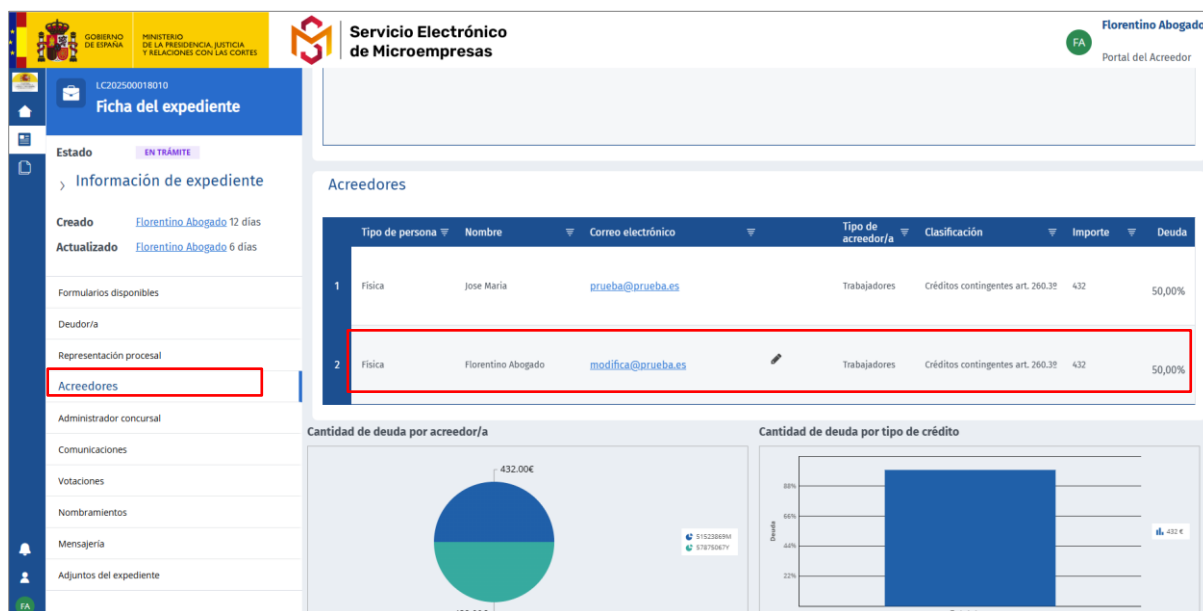 GOBIERNO
DE ESPAÑA
MINISTERIO
DE LA PRESIDENCIA, JUSTICIA
Y RELACIONES CON LAS CORTES
Servicio Electrónico
de Microempresas
Florentino Abogado
FA
Portal del Acreedor
LC202500018010
Ficha del expediente
Estado EN TRÁMITE
Información de expediente
Creado Florentino Abogado 12 días
Actualizado Florentino Abogado 6 días
Formularios disponibles
Deudor/a
Representación procesal
Acreedores
Administrador concursal
Comunicaciones
Votaciones
Nombramientos
Mensajería
Adjuntos del expediente
FA
Acreedores
Tipo de persona Nombre Correo electrónico Tipo de acreedor/a Clasificación Importe Deuda
1 Física Jose Maria prueba@prueba.es Trabajadores Créditos contingentes art. 260.3º 432 50,00%
2 Física Florentino Abogado modifica@prueba.es Trabajadores Créditos contingentes art. 260.3º 432 50,00%
Cantidad de deuda por acreedor/a
432.00€
51523869M
57875067Y
Cantidad de deuda por tipo de crédito
88%
66%
44%
22%
Deuda
432 €